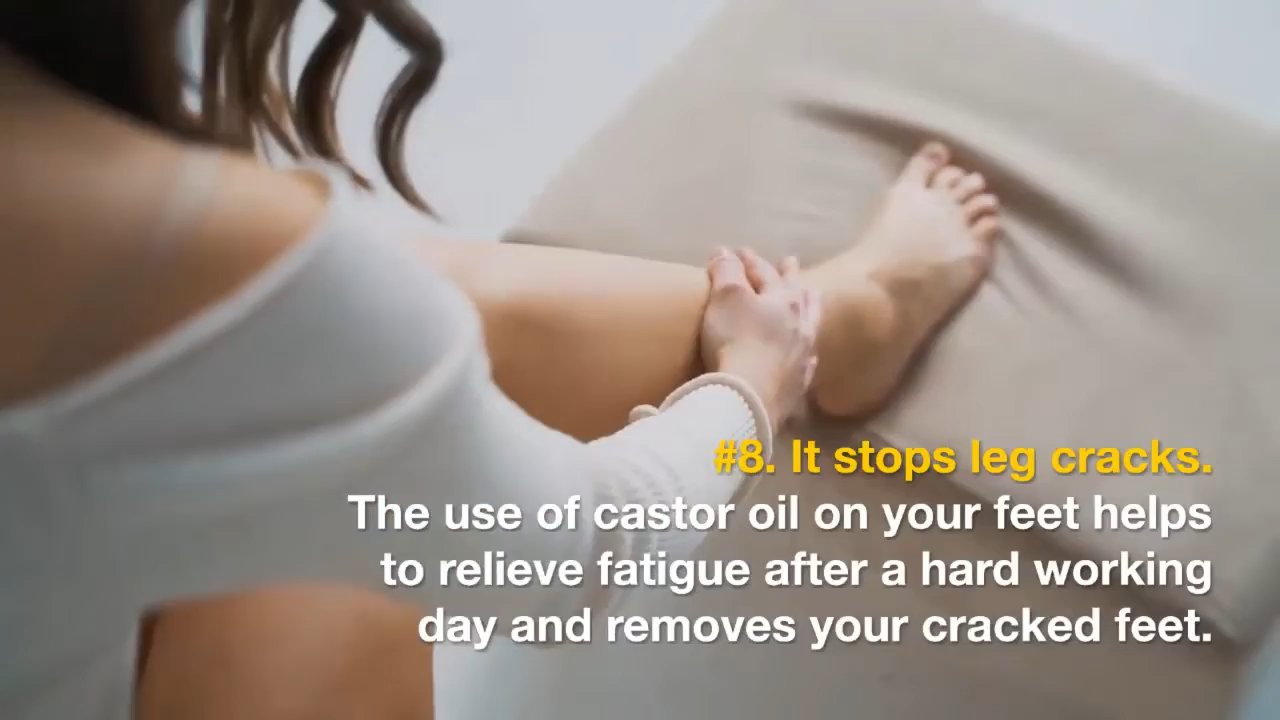 #8. It stops leg cracks.
The use of castor oil on your feet helps
to relieve fatigue after a hard working
day and removes your cracked feet.